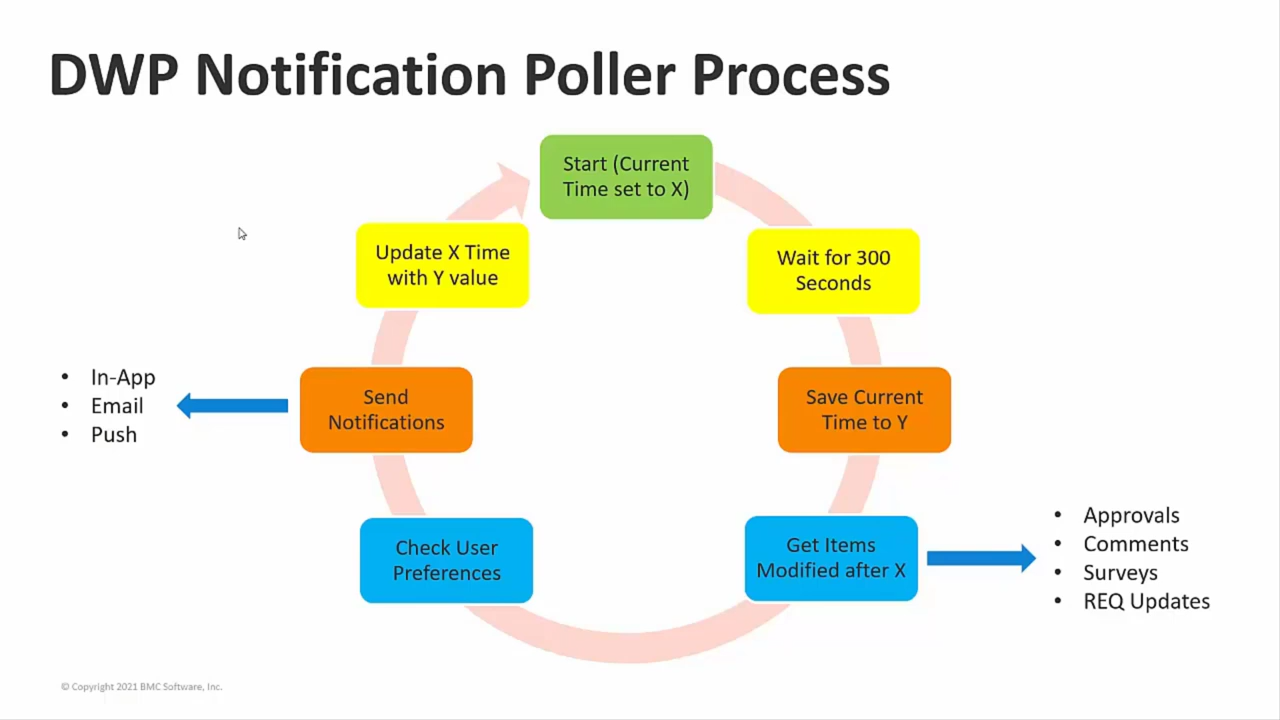 DWP Notification Poller Process
Start (Current
Time set to X)
Wait for 300
Seconds
Save Current
Time to Y
Get Items
Modified after X
• Approvals
• Comments
• Surveys
• REQ Updates
Check User
Preferences
Send
Notifications
• In-App
• Email
• Push
Update X Time
with Y value
© Copyright 2021 BMC Software, Inc.